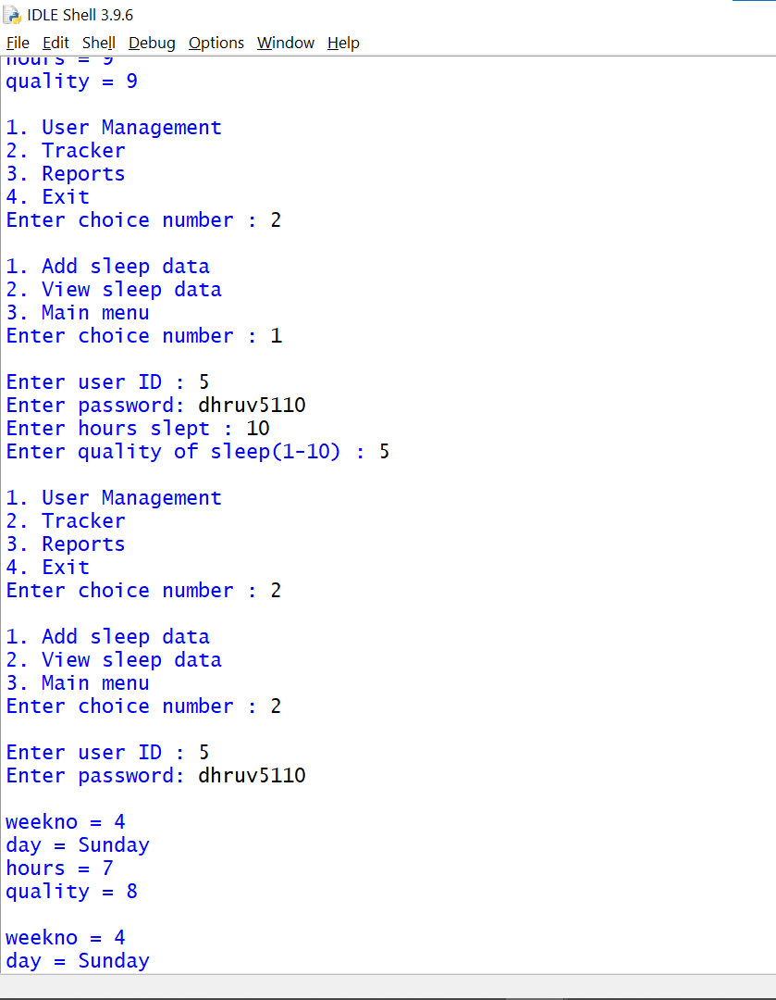 IDLE Shell 3.9.6
File Edit Shell Debug Options Window Help
hours = 9
quality = 9
1. User Management
2. Tracker
3. Reports
4. Exit
Enter choice number : 2
1. Add sleep data
2. View sleep data
3. Main menu
Enter choice number : 1
Enter user ID : 5
Enter password: dhruv5110
Enter hours slept : 10
Enter quality of sleep(1-10) : 5
1. User Management
2. Tracker
3. Reports
4. Exit
Enter choice number : 2
1. Add sleep data
2. View sleep data
3. Main menu
Enter choice number : 2
Enter user ID : 5
Enter password: dhruv5110
weekno = 4
day = Sunday
hours = 7
quality = 8
weekno = 4
day = Sunday